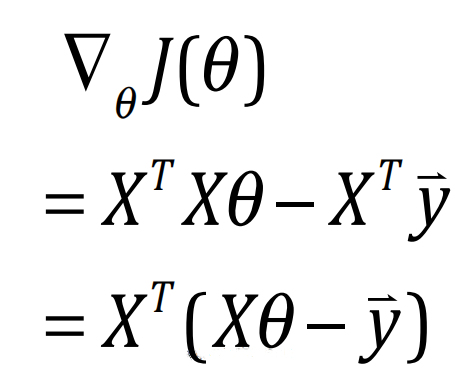 ∇_θ J(θ)
= X^T Xθ − X^T y⃗
= X^T (Xθ − y⃗)